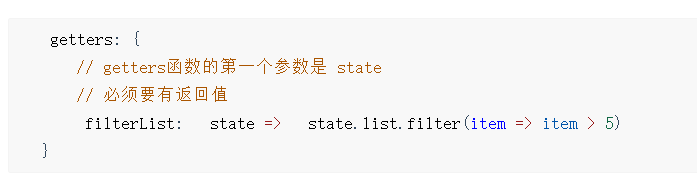 getters: {
// getters函数的第一个参数是 state
// 必须要有返回值
filterList: state => state.list.filter(item => item > 5)
}